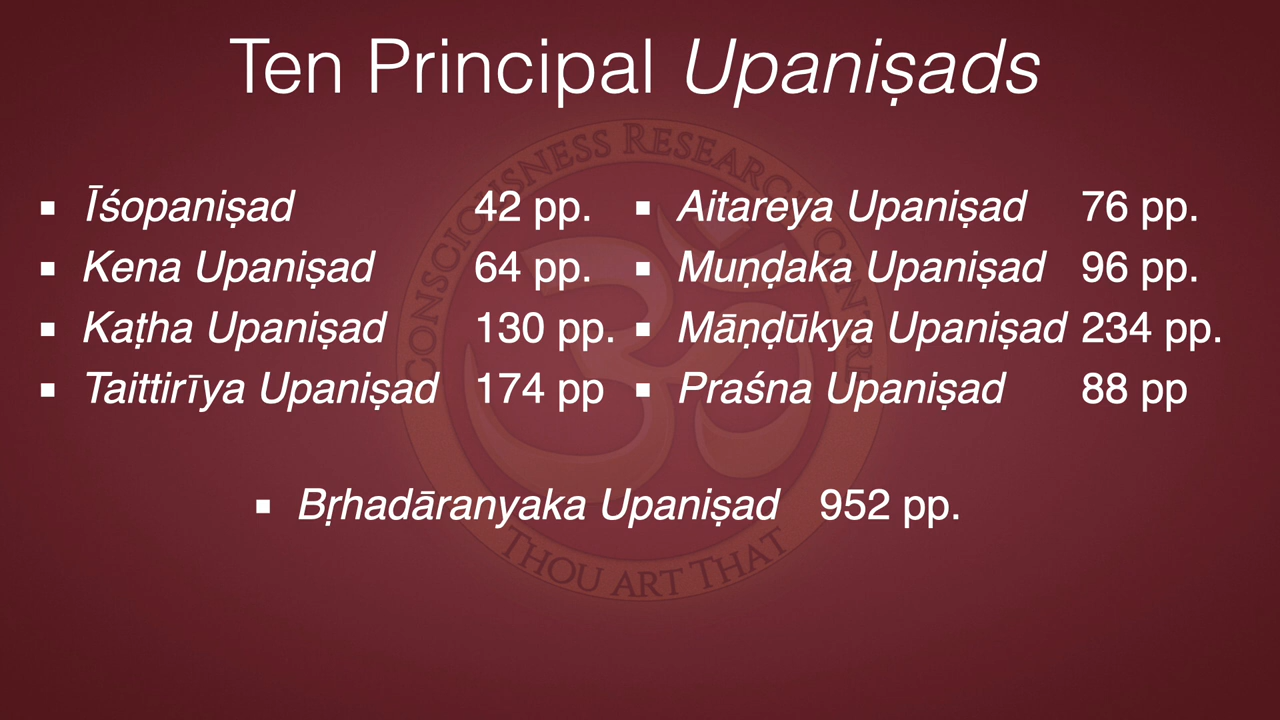 Ten Principal Upaniṣads
▪ Īśopaniṣad 42 pp.
▪ Kena Upaniṣad 64 pp.
▪ Kaṭha Upaniṣad 130 pp.
▪ Taittirīya Upaniṣad 174 pp
▪ Aitareya Upaniṣad 76 pp.
▪ Muṇḍaka Upaniṣad 96 pp.
▪ Māṇḍūkya Upaniṣad 234 pp.
▪ Praśna Upaniṣad 88 pp
▪ Bṛhadāranyaka Upaniṣad 952 pp.
CONSCIOUSNESS RESEARCH CENTRE
ॐ
THOU ART THAT